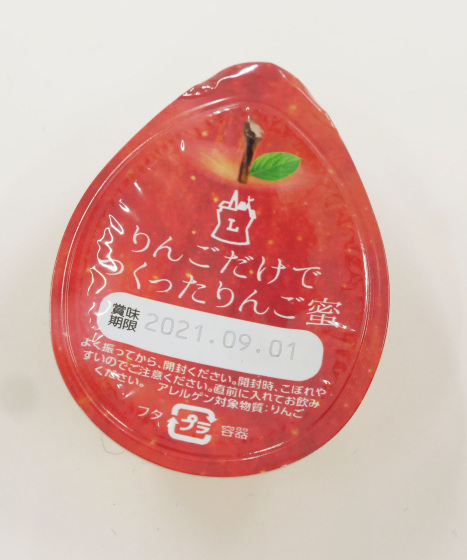 L
りんごだけで
つくったりんご蜜
賞味
期限
2021.09.01
よく振ってから、開封ください。開封時、こぼれや
すいのでご注意ください。直前に入れてお飲み
ください。 アレルゲン対象物質:りんご
フタ プラ 容器